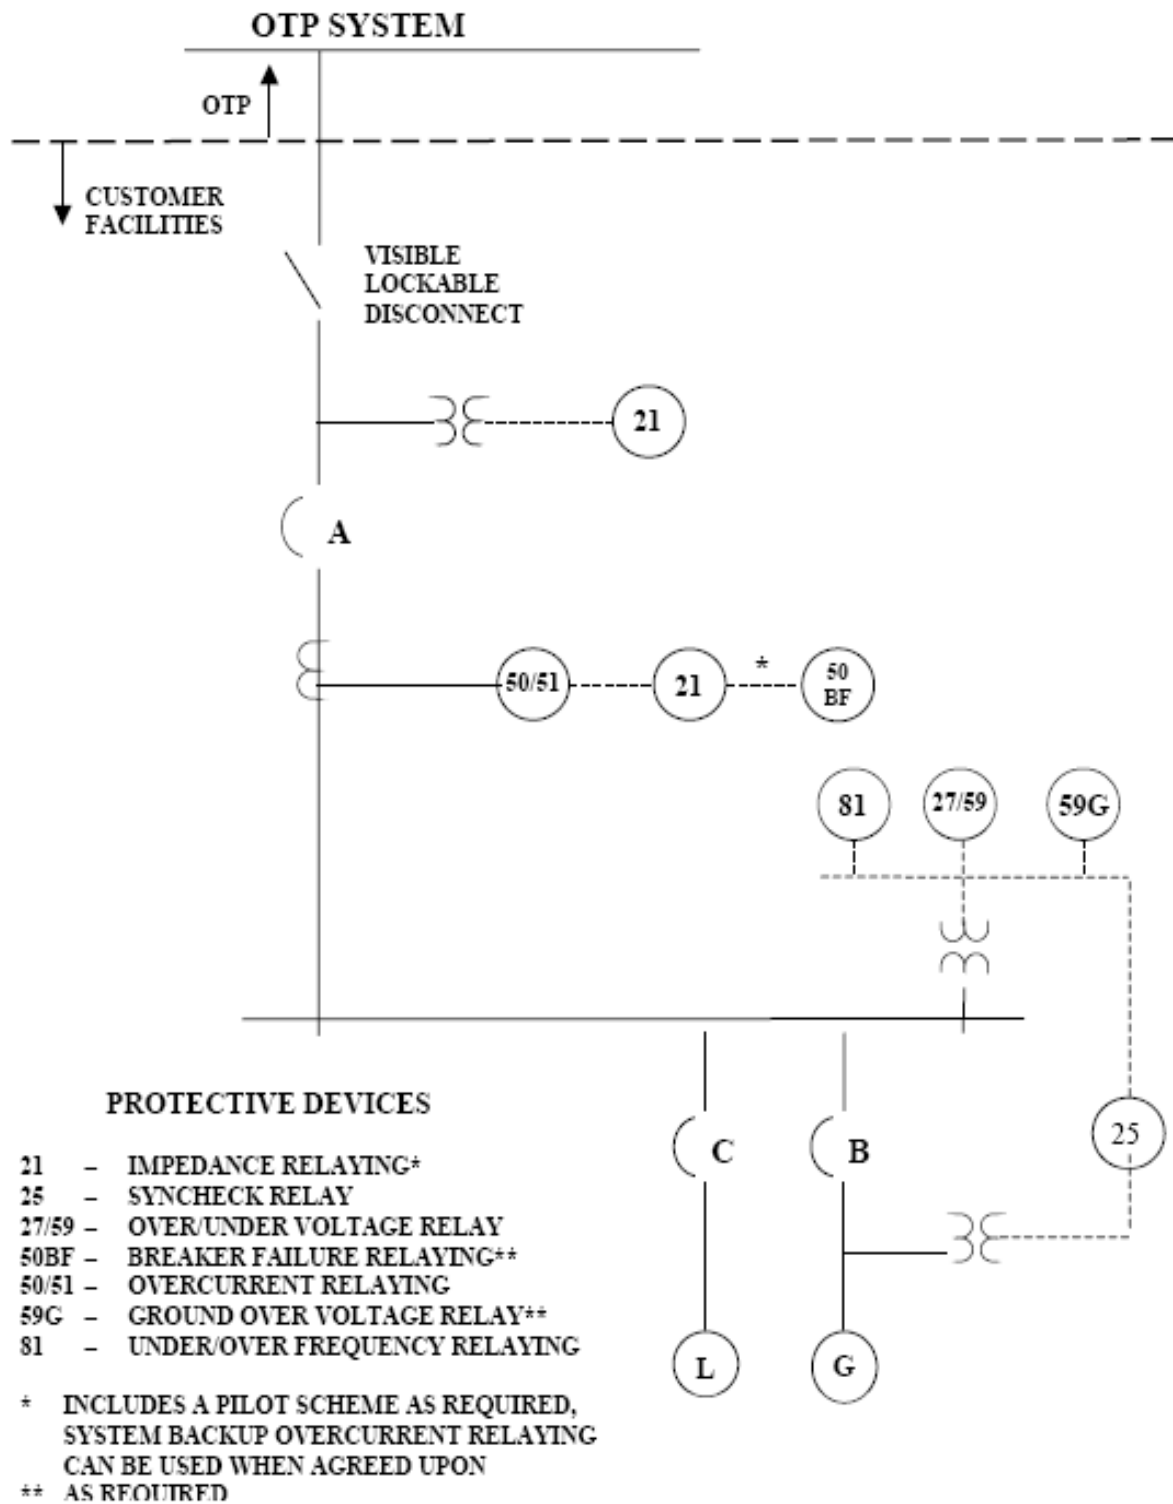 OTP SYSTEM
OTP
CUSTOMER
FACILITIES
VISIBLE
LOCKABLE
DISCONNECT
21
A
50/51
21
*
50
BF
81
27/59
59G
25
C
B
L
G
PROTECTIVE DEVICES
21 – IMPEDANCE RELAYING*
25 – SYNCHECK RELAY
27/59 – OVER/UNDER VOLTAGE RELAY
50BF – BREAKER FAILURE RELAYING**
50/51 – OVERCURRENT RELAYING
59G – GROUND OVER VOLTAGE RELAY**
81 – UNDER/OVER FREQUENCY RELAYING
* INCLUDES A PILOT SCHEME AS REQUIRED,
SYSTEM BACKUP OVERCURRENT RELAYING
CAN BE USED WHEN AGREED UPON
** AS REQUIRED